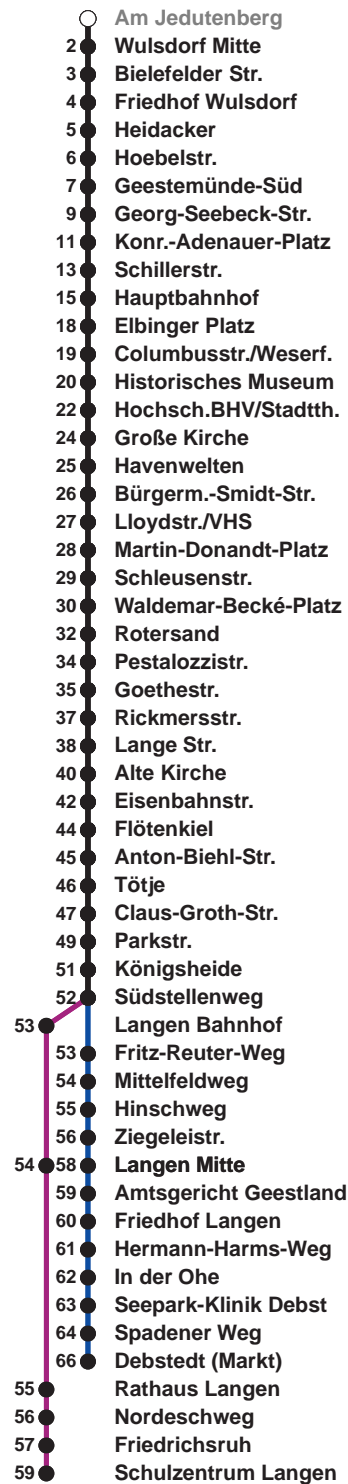 Am Jedutenberg
2 Wulsdorf Mitte
3 Bielefelder Str.
4 Friedhof Wulsdorf
5 Heidacker
6 Hoebelstr.
7 Geestemünde-Süd
9 Georg-Seebeck-Str.
11 Konr.-Adenauer-Platz
13 Schillerstr.
15 Hauptbahnhof
18 Elbinger Platz
19 Columbusstr./Weserf.
20 Historisches Museum
22 Hochsch.BHV/Stadtth.
24 Große Kirche
25 Havenwelten
26 Bürgerm.-Smidt-Str.
27 Lloydstr./VHS
28 Martin-Donandt-Platz
29 Schleusenstr.
30 Waldemar-Becké-Platz
32 Rotersand
34 Pestalozzistr.
35 Goethestr.
37 Rickmersstr.
38 Lange Str.
40 Alte Kirche
42 Eisenbahnstr.
44 Flötenkiel
45 Anton-Biehl-Str.
46 Tötje
47 Claus-Groth-Str.
49 Parkstr.
51 Königsheide
52 Südstellenweg
53 Langen Bahnhof
53 Fritz-Reuter-Weg
54 Mittelfeldweg
55 Hinschweg
56 Ziegeleistr.
54 58 Langen Mitte
59 Amtsgericht Geestland
60 Friedhof Langen
61 Hermann-Harms-Weg
62 In der Ohe
63 Seepark-Klinik Debst
64 Spadener Weg
66 Debstedt (Markt)
55 Rathaus Langen
56 Nordeschweg
57 Friedrichsruh
59 Schulzentrum Langen